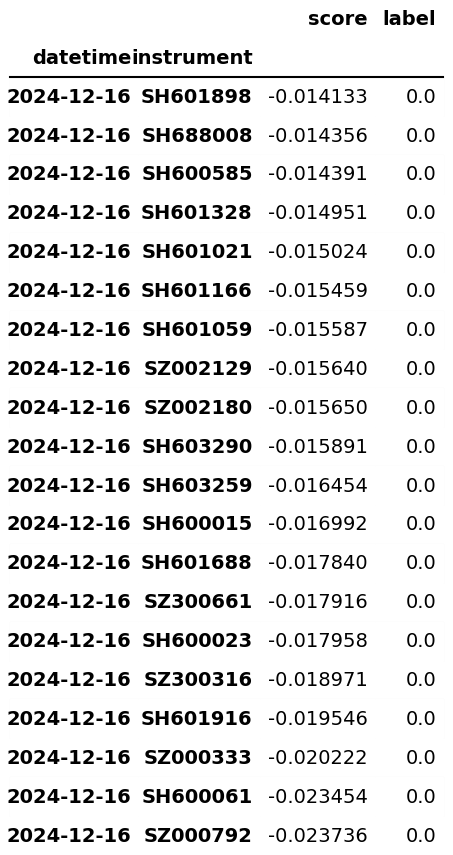 score label
datetime instrument
2024-12-16 SH601898 -0.014133 0.0
2024-12-16 SH688008 -0.014356 0.0
2024-12-16 SH600585 -0.014391 0.0
2024-12-16 SH601328 -0.014951 0.0
2024-12-16 SH601021 -0.015024 0.0
2024-12-16 SH601166 -0.015459 0.0
2024-12-16 SH601059 -0.015587 0.0
2024-12-16 SZ002129 -0.015640 0.0
2024-12-16 SZ002180 -0.015650 0.0
2024-12-16 SH603290 -0.015891 0.0
2024-12-16 SH603259 -0.016454 0.0
2024-12-16 SH600015 -0.016992 0.0
2024-12-16 SH601688 -0.017840 0.0
2024-12-16 SZ300661 -0.017916 0.0
2024-12-16 SH600023 -0.017958 0.0
2024-12-16 SZ300316 -0.018971 0.0
2024-12-16 SH601916 -0.019546 0.0
2024-12-16 SZ000333 -0.020222 0.0
2024-12-16 SH600061 -0.023454 0.0
2024-12-16 SZ000792 -0.023736 0.0